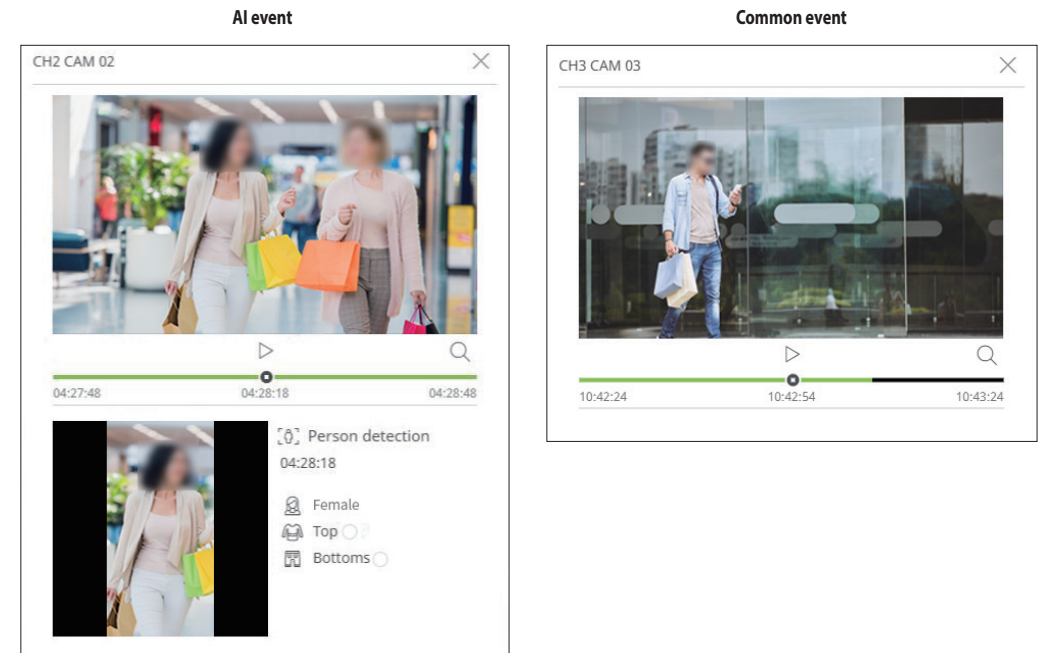 AI event
CH2 CAM 02
04:27:48 04:28:18 04:28:48
Person detection
04:28:18
Female
Top
Bottoms
Common event
CH3 CAM 03
10:42:24 10:42:54 10:43:24